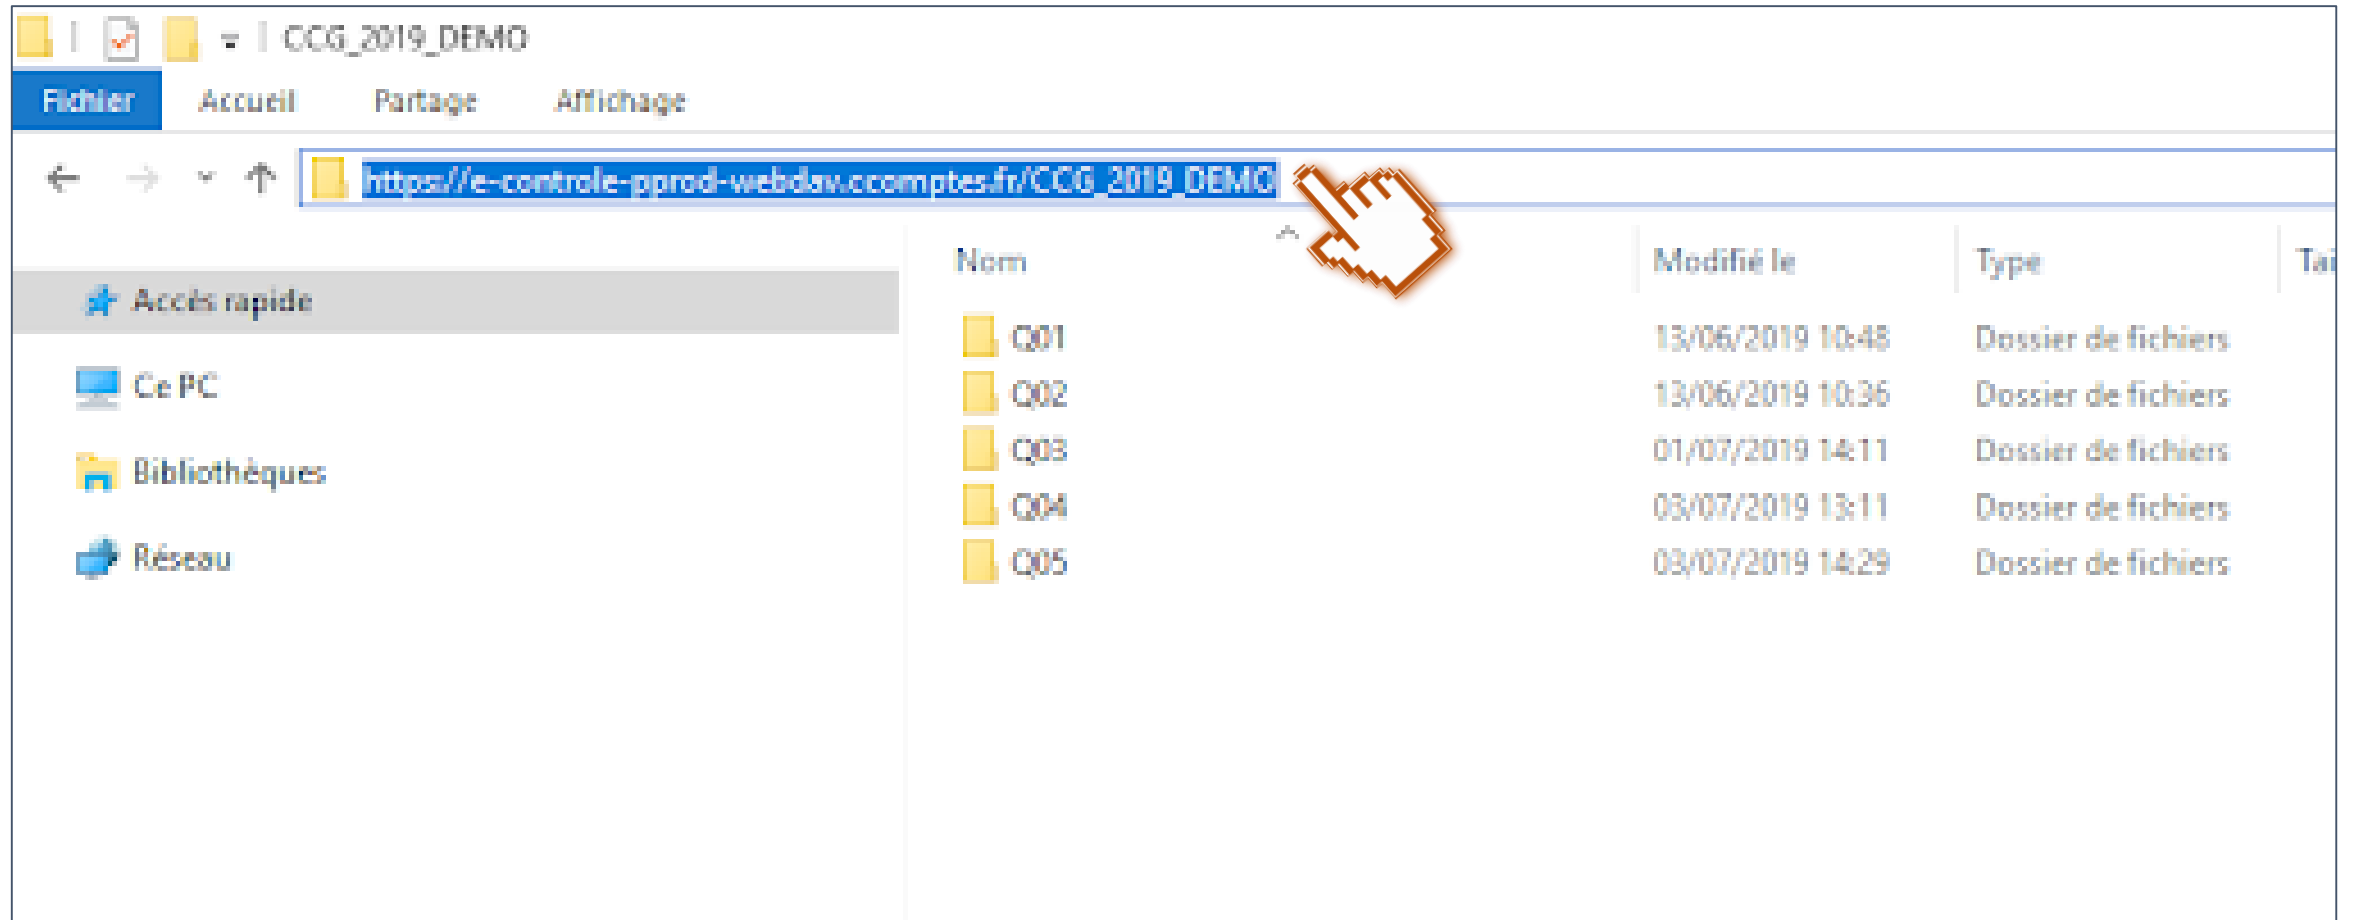 CCG_2019_DEMO
Fichier Accueil Partage Affichage
https://e-controle-pprod-webdav.ccomptes.fr/CCG_2019_DEMO
Nom Modifié le Type Tai
Accès rapide
Q01 13/06/2019 10:48 Dossier de fichiers
Ce PC
Q02 13/06/2019 10:36 Dossier de fichiers
Q03 01/07/2019 14:11 Dossier de fichiers
Bibliothèques
Q04 03/07/2019 13:11 Dossier de fichiers
Réseau
Q05 03/07/2019 14:29 Dossier de fichiers